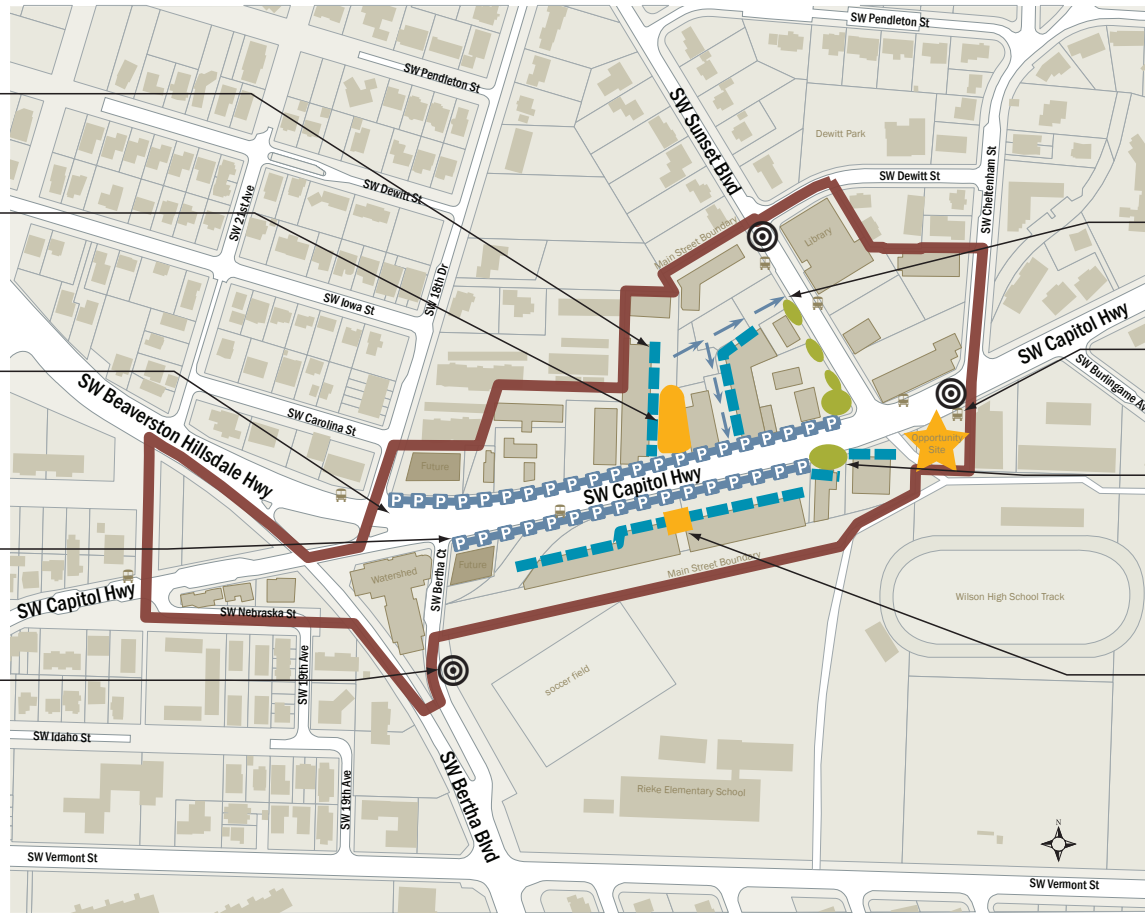 SW Pendleton St
SW Pendleton St
SW Sunset Blvd
Dewitt Park
SW Cheltenham St
SW Dewitt St
SW Dewitt St
SW 21st Ave
Main Street Boundary
Library
SW 18th Dr
SW Iowa St
SW Capitol Hwy
SW Burlingame Av
SW Beaverston Hillsdale Hwy
SW Carolina St
Opportunity
Site
Future
P P P P P P P P P P P P P P P P P P P P
SW Capitol Hwy
P P P P P P P P P P P P P P P P
Future
Main Street Boundary
Watershed
SW Bertha Ct
SW Capitol Hwy
SW Nebraska St
Wilson High School Track
SW 19th Ave
soccer field
SW Idaho St
SW 19th Ave
SW Bertha Blvd
Rieke Elementary School
N
SW Vermont St
SW Vermont St